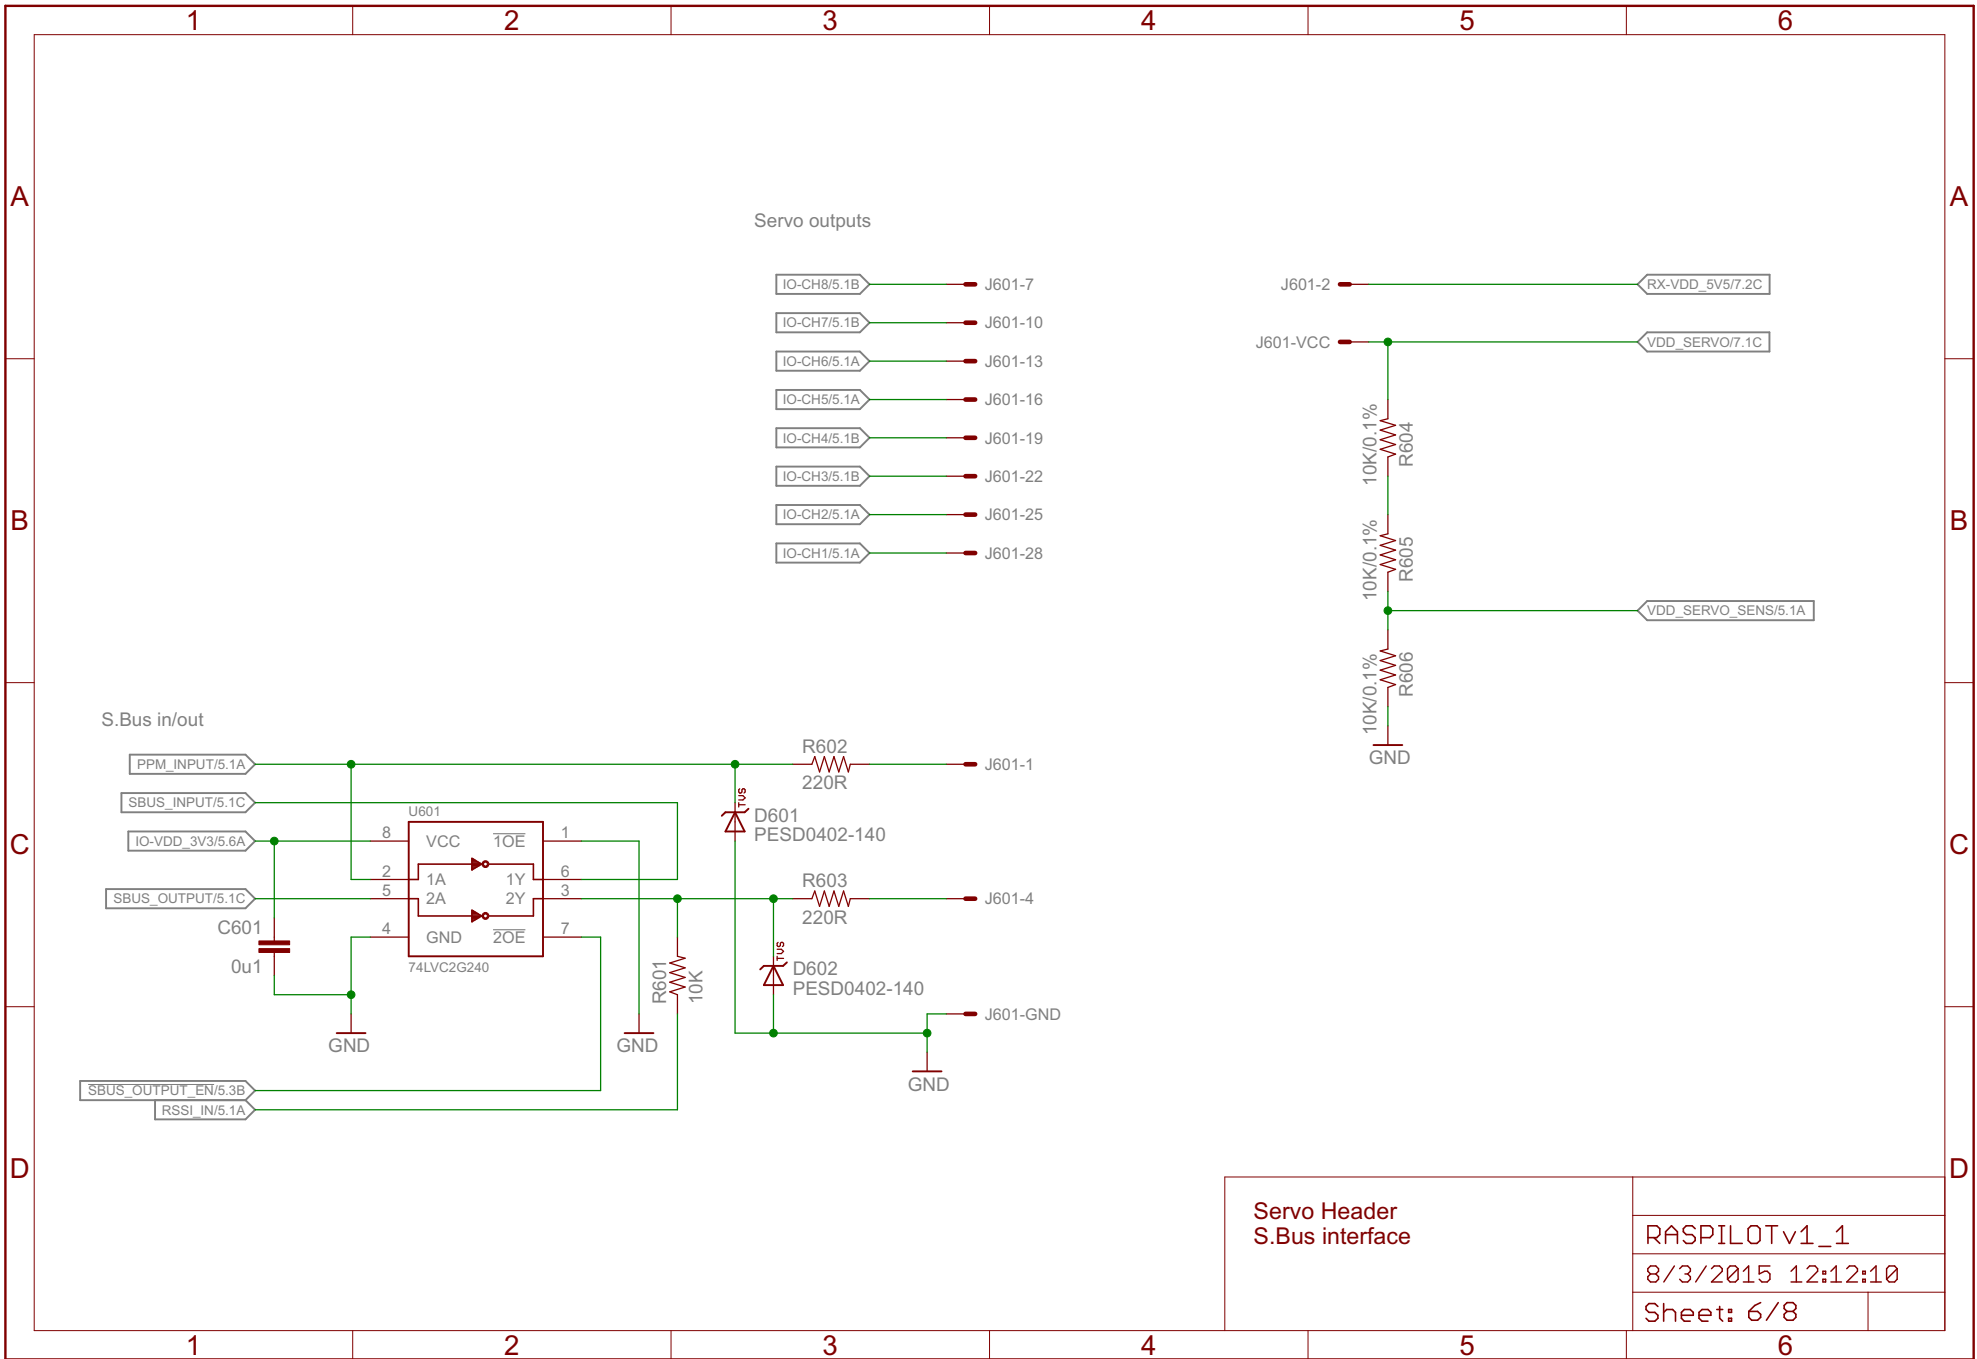 1 2 3 4 5 6
A A
Servo outputs
IO-CH8/5.1B J601-7
J601-2 RX-VDD_5V5/7.2C
IO-CH7/5.1B J601-10
J601-VCC VDD_SERVO/7.1C
IO-CH6/5.1A J601-13
IO-CH5/5.1A J601-16
IO-CH4/5.1B J601-19
IO-CH3/5.1B J601-22
IO-CH2/5.1A J601-25
IO-CH1/5.1A J601-28
10K/0.1% R604
B B
10K/0.1% R605
VDD_SERVO_SENS/5.1A
10K/0.1% R606
GND
S.Bus in/out
PPM_INPUT/5.1A
R602
220R
J601-1
SBUS_INPUT/5.1C
U601
TVS
D601
PESD0402-140
IO-VDD_3V3/5.6A
8 VCC 1OE 1
C C
2 1A 1Y 6
SBUS_OUTPUT/5.1C
5 2A 2Y 3
R603
220R
J601-4
C601
0u1
4 GND 2OE 7
74LVC2G240
R601
10K
TVS
D602
PESD0402-140
J601-GND
GND
GND
GND
SBUS_OUTPUT_EN/5.3B
RSSI_IN/5.1A
D D
Servo Header
S.Bus interface
RASPILOTv1_1
8/3/2015 12:12:10
Sheet: 6/8
1 2 3 4 5 6